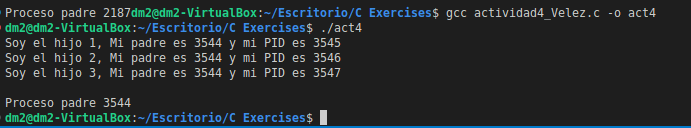 Proceso padre 2187dm2@dm2-VirtualBox:~/Escritorio/C Exercises$ gcc actividad4_Velez.c -o act4
dm2@dm2-VirtualBox:~/Escritorio/C Exercises$ ./act4
Soy el hijo 1, Mi padre es 3544 y mi PID es 3545
Soy el hijo 2, Mi padre es 3544 y mi PID es 3546
Soy el hijo 3, Mi padre es 3544 y mi PID es 3547
Proceso padre 3544
dm2@dm2-VirtualBox:~/Escritorio/C Exercises$